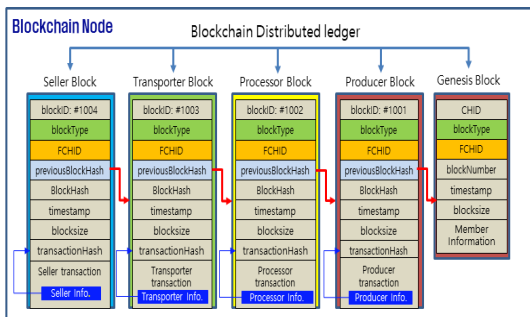 Blockchain Node
Blockchain Distributed ledger
Seller Block
blockID: #1004
blockType
FCHID
previousBlockHash
BlockHash
timestamp
blocksize
transactionHash
Seller transaction
Seller Info.
Transporter Block
blockID: #1003
blockType
FCHID
previousBlockHash
BlockHash
timestamp
blocksize
transactionHash
Transporter
transaction
Transporter Info.
Processor Block
blockID: #1002
blockType
FCHID
previousBlockHash
BlockHash
timestamp
blocksize
transactionHash
Processor
transaction
Processor Info.
Producer Block
blockID: #1001
blockType
FCHID
previousBlockHash
BlockHash
timestamp
blocksize
transactionHash
Producer
transaction
Producer Info.
Genesis Block
CHID
blockType
FCHID
blockNumber
timestamp
blocksize
Member
Information